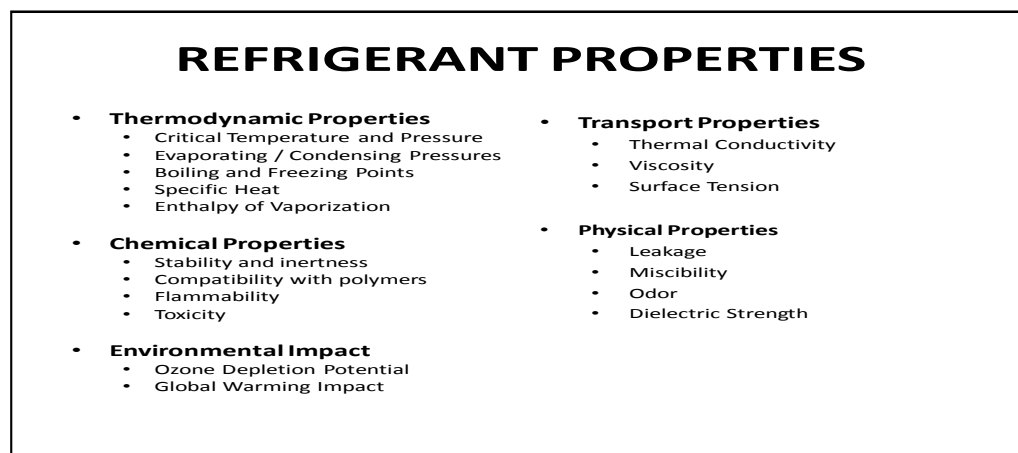 REFRIGERANT PROPERTIES
• Thermodynamic Properties
• Critical Temperature and Pressure
• Evaporating / Condensing Pressures
• Boiling and Freezing Points
• Specific Heat
• Enthalpy of Vaporization
• Chemical Properties
• Stability and inertness
• Compatibility with polymers
• Flammability
• Toxicity
• Environmental Impact
• Ozone Depletion Potential
• Global Warming Impact
• Transport Properties
• Thermal Conductivity
• Viscosity
• Surface Tension
• Physical Properties
• Leakage
• Miscibility
• Odor
• Dielectric Strength